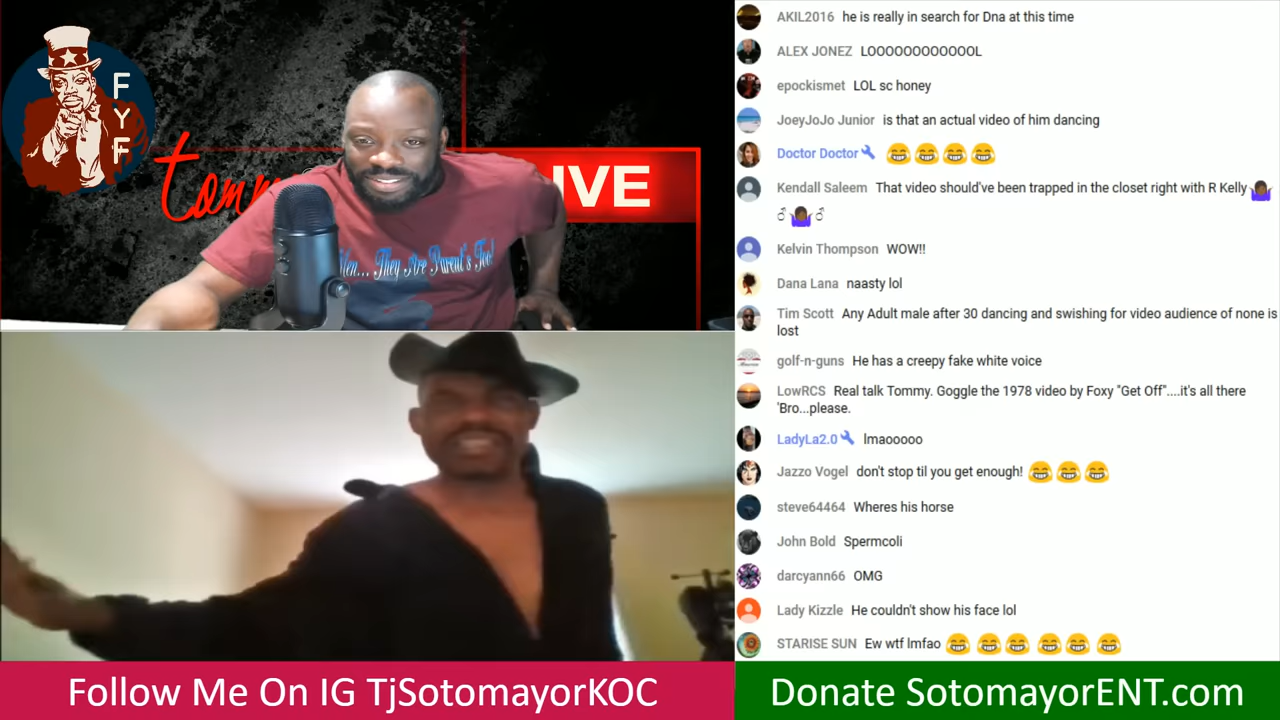 FYF
IVE
Men... They Are Parent's Too!
Follow Me On IG TjSotomayorKOC
AKIL2016 he is really in search for Dna at this time
ALEX JONEZ LOOOOOOOOOOOOL
epockismet LOL sc honey
JoeyJoJo Junior is that an actual video of him dancing
Doctor Doctor 😂 😂 😂 😂
Kendall Saleem That video should've been trapped in the closet right with R Kelly 🤷🏾
♂ 🤷🏾 ♂
Kelvin Thompson WOW!!
Dana Lana naasty lol
Tim Scott Any Adult male after 30 dancing and swishing for video audience of none is
lost
golf-n-guns He has a creepy fake white voice
LowRCS Real talk Tommy. Goggle the 1978 video by Foxy "Get Off"....it's all there
'Bro...please.
LadyLa2.0 lmaooooo
Jazzo Vogel don't stop til you get enough! 😂 😂 😂
steve64464 Wheres his horse
John Bold Spermcoli
darcyann66 OMG
Lady Kizzle He couldn't show his face lol
STARISE SUN Ew wtf lmfao 😂 😂 😂 😂 😂 😂
Donate SotomayorENT.com